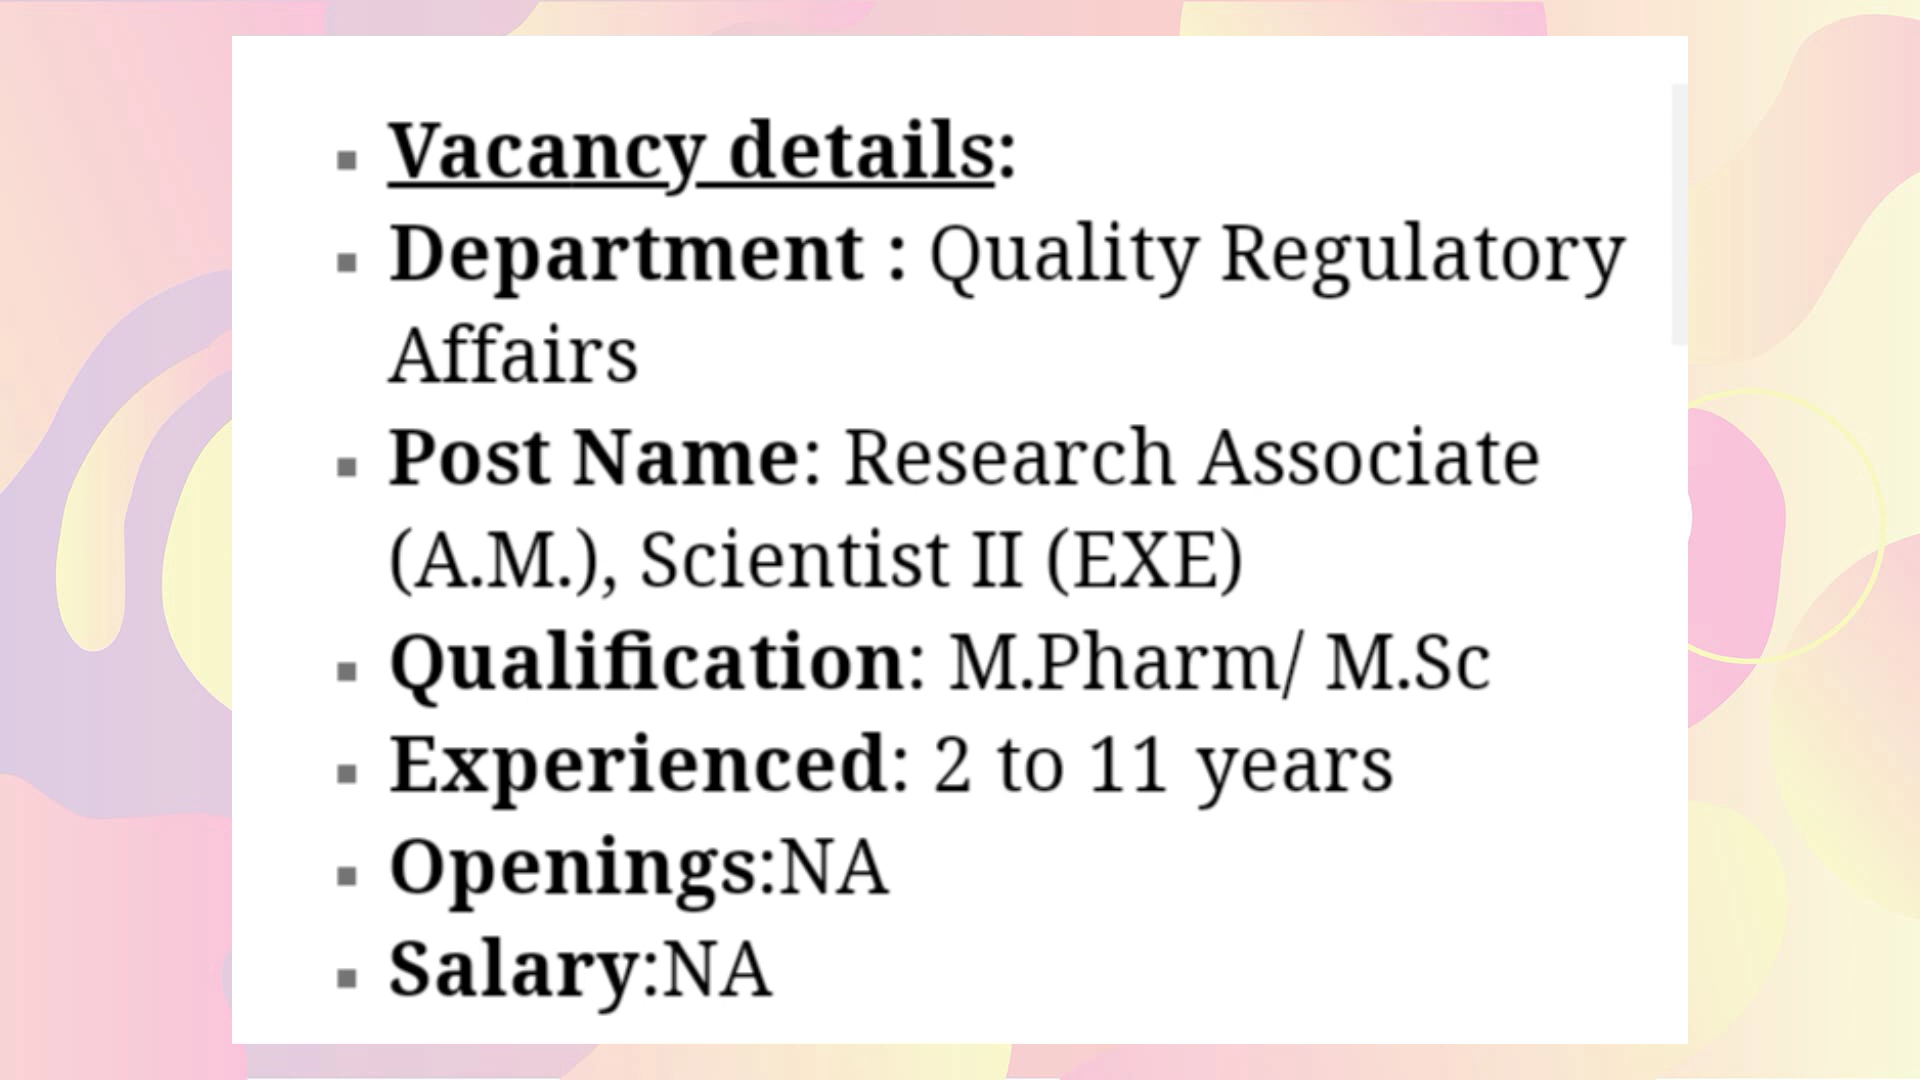 Vacancy details:
Department : Quality Regulatory
Affairs
Post Name: Research Associate
(A.M.), Scientist II (EXE)
Qualification: M.Pharm/ M.Sc
Experienced: 2 to 11 years
Openings:NA
Salary:NA